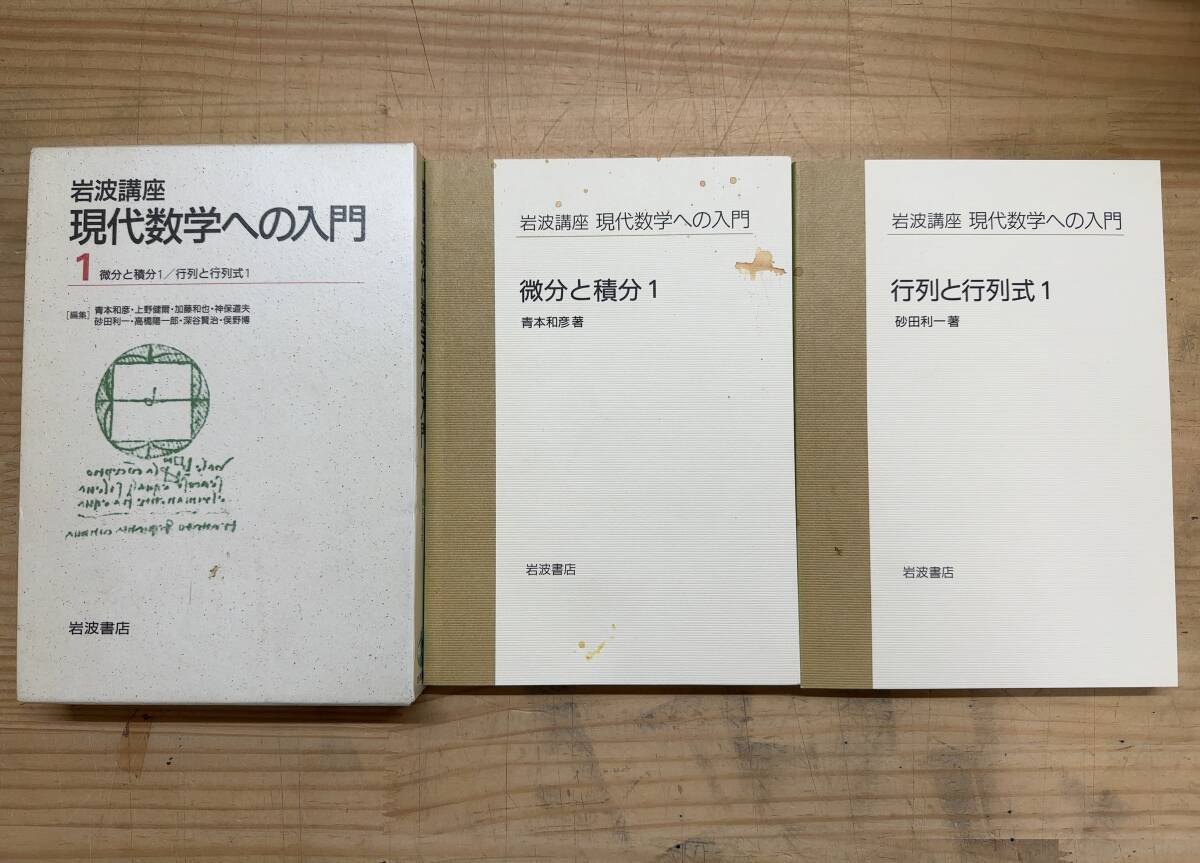 岩波講座
現代数学への入門
1 微分と積分1/行列と行列式1
[編集] 青本和彦・上野健爾・加藤和也・神保道夫
砂田利一・高橋陽一郎・深谷賢治・俣野博
岩波書店
岩波講座 現代数学への入門
微分と積分1
青本和彦著
岩波書店
岩波講座 現代数学への入門
行列と行列式1
砂田利一著
岩波書店